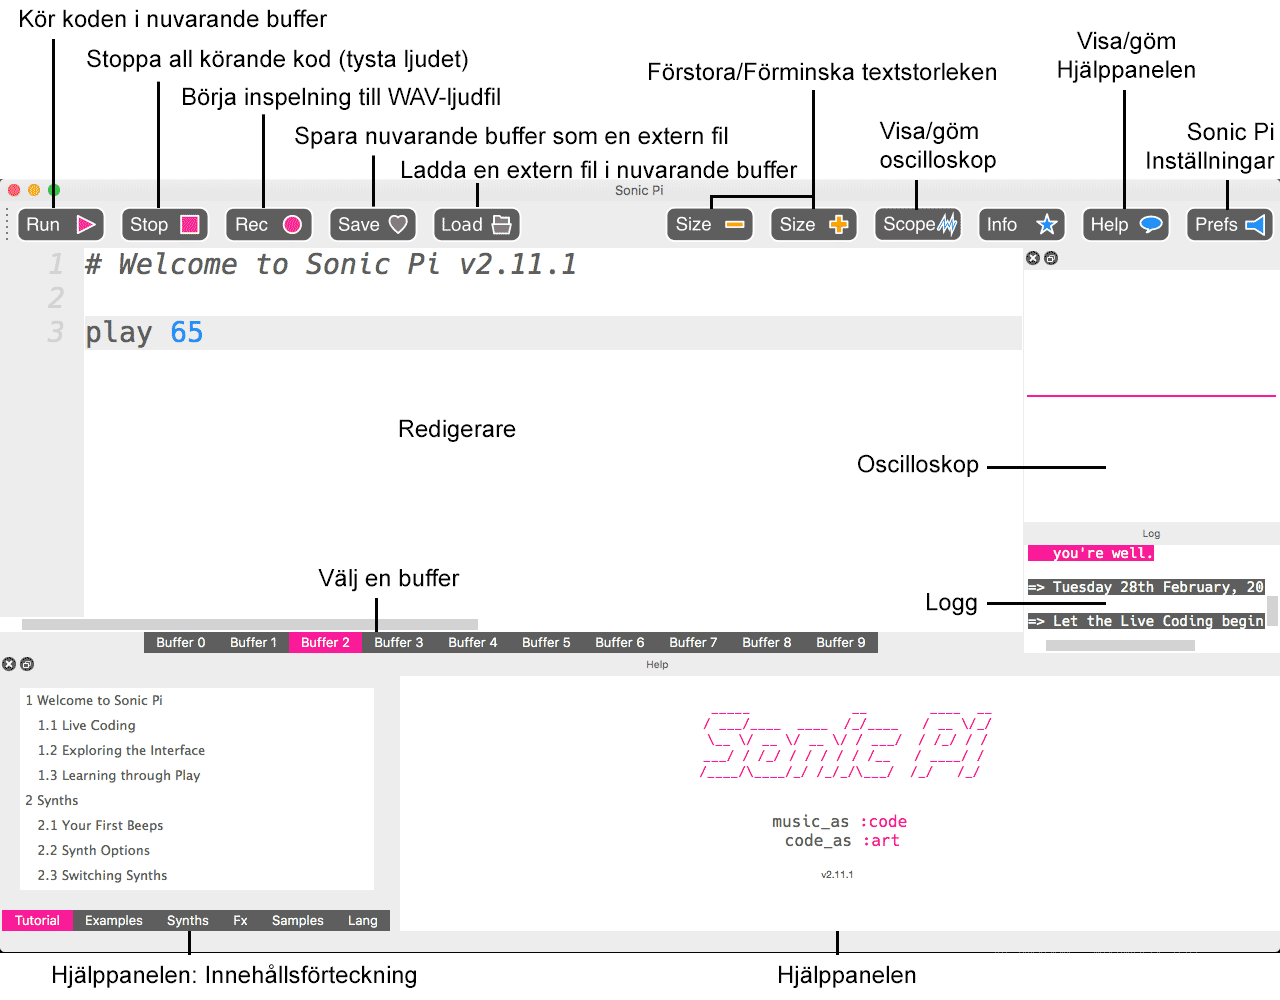 Kör koden i nuvarande buffer
Stoppa all körande kod (tysta ljudet)
Börja inspelning till WAV-ljudfil
Spara nuvarande buffer som en extern fil
Ladda en extern fil i nuvarande buffer
Förstora/Förminska textstorleken
Visa/göm
oscilloskop
Visa/göm
Hjälppanelen
Sonic Pi
Inställningar
Sonic Pi
Run
Stop
Rec
Save
Load
Size
Size
Scope
Info
Help
Prefs
1 # Welcome to Sonic Pi v2.11.1
2
3 play 65
Redigerare
Oscilloskop
Log
you're well.
=> Tuesday 28th February, 20
=> Let the Live Coding begin
Logg
Välj en buffer
Buffer 0 Buffer 1 Buffer 2 Buffer 3 Buffer 4 Buffer 5 Buffer 6 Buffer 7 Buffer 8 Buffer 9
Help
1 Welcome to Sonic Pi
1.1 Live Coding
1.2 Exploring the Interface
1.3 Learning through Play
2 Synths
2.1 Your First Beeps
2.2 Synth Options
2.3 Switching Synths
Tutorial Examples Synths Fx Samples Lang
Sonic Pi
music_as :code
code_as :art
v2.11.1
Hjälppanelen: Innehållsförteckning
Hjälppanelen